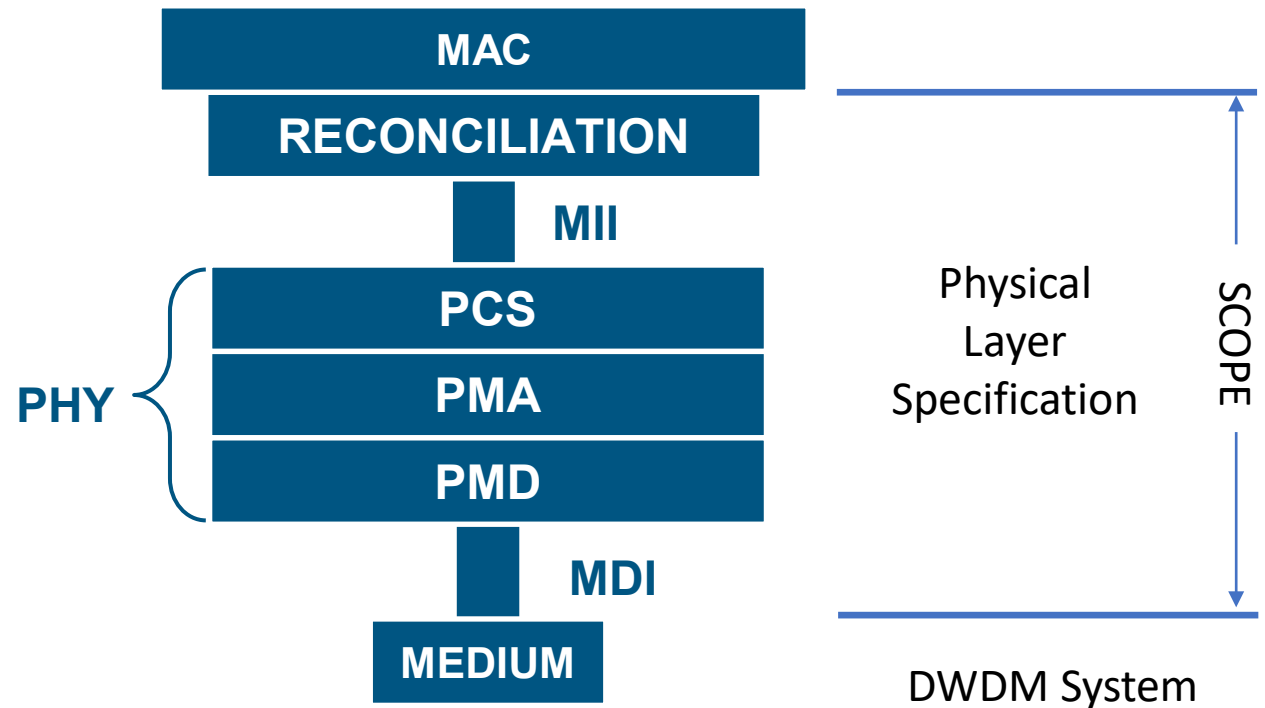 MAC
RECONCILIATION
MII
PCS
PHY
PMA
PMD
MDI
MEDIUM
Physical
Layer
Specification
SCOPE
DWDM System